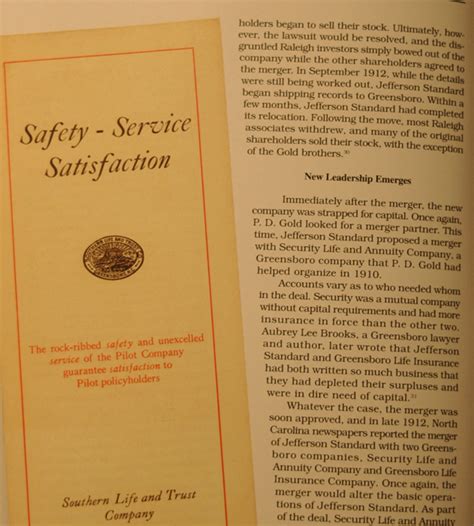 Safety - Service
Satisfaction
The rock-ribbed safety and unexcelled
service of the Pilot Company
guarantee satisfaction to
Pilot policyholders
Southern Life and Trust
Company
holders began to sell their stock. Ultimately, how-
ever, the lawsuit would be resolved, and the dis-
gruntled Raleigh investors simply bowed out of the
company while the other shareholders agreed to
the merger. In September 1912, while the details
were still being worked out, Jefferson Standard
began shipping records to Greensboro. Within a
few months, Jefferson Standard had completed
its relocation. Following the move, most Raleigh
associates withdrew, and many of the original
shareholders sold their stock, with the exception
of the Gold brothers.
New Leadership Emerges
Immediately after the merger, the new
company was strapped for capital. Once again,
P. D. Gold looked for a merger partner. This
time, Jefferson Standard proposed a merger
with Security Life and Annuity Company, a
Greensboro company that P. D. Gold had
helped organize in 1910.
Accounts vary as to who needed whom
in the deal. Security was a mutual company
without capital requirements and had more
insurance in force than the other two.
Aubrey Lee Brooks, a Greensboro lawyer
and author, later wrote that Jefferson
Standard and Greensboro Life Insurance
had both written so much business that
they had depleted their surpluses and
were in dire need of capital.
Whatever the case, the merger was
soon approved, and in late 1912, North
Carolina newspapers reported the merger
of Jefferson Standard with two Greens-
boro companies, Security Life and
Annuity Company and Greensboro Life
Insurance Company. Once again, the
merger would alter the basic opera-
tions of Jefferson Standard. As part
of the deal, Security Life and Annuity